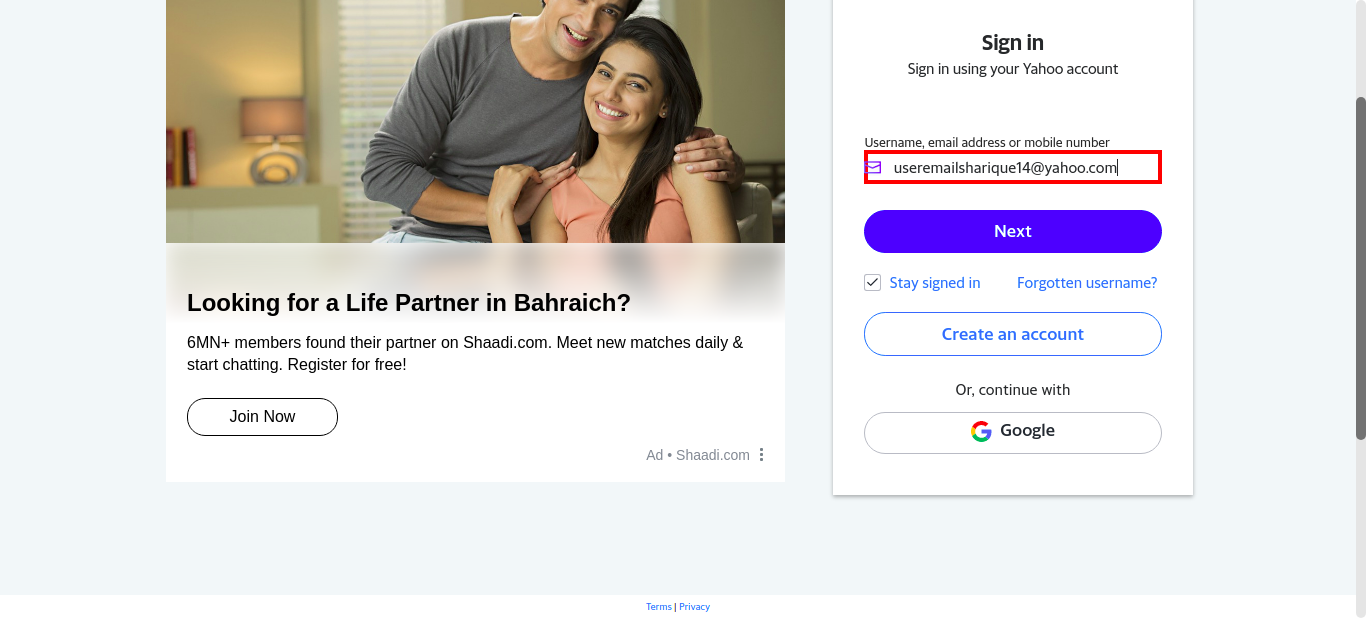 Looking for a Life Partner in Bahraich?
6MN+ members found their partner on Shaadi.com. Meet new matches daily &
start chatting. Register for free!
Join Now
Ad • Shaadi.com
Sign in
Sign in using your Yahoo account
Username, email address or mobile number
useremailsharique14@yahoo.com
Next
Stay signed in
Forgotten username?
Create an account
Or, continue with
Google
Terms | Privacy